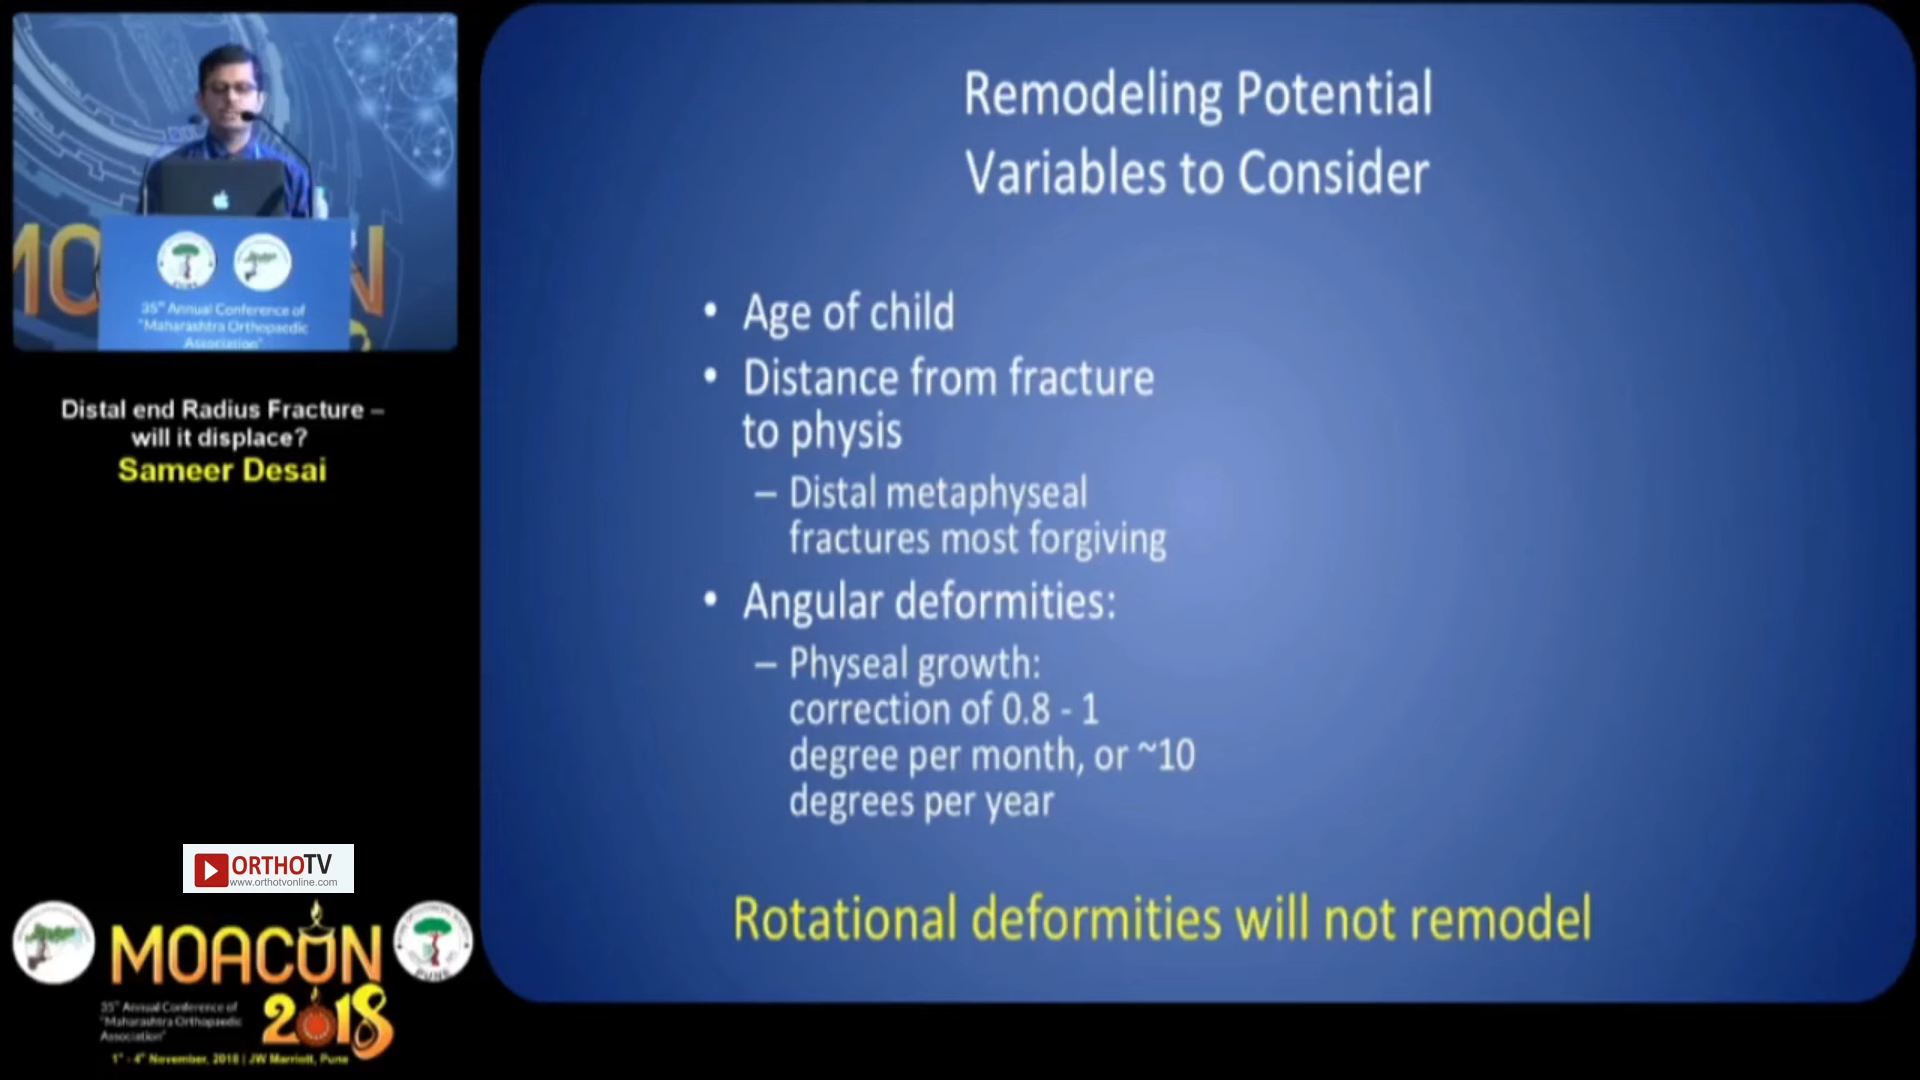 MO
N
35th Annual Conference of
"Maharashtra Orthopaedic
Association"
Distal end Radius Fracture –
will it displace?
Sameer Desai
ORTHOTV
www.orthotvonline.com
MOACON
2018
35th Annual Conference of
"Maharashtra Orthopaedic
Association"
1st - 4th November, 2018 | JW Marriott, Pune
PUNE
Remodeling Potential
Variables to Consider
• Age of child
• Distance from fracture
to physis
– Distal metaphyseal
fractures most forgiving
• Angular deformities:
– Physeal growth:
correction of 0.8 - 1
degree per month, or ~10
degrees per year
Rotational deformities will not remodel